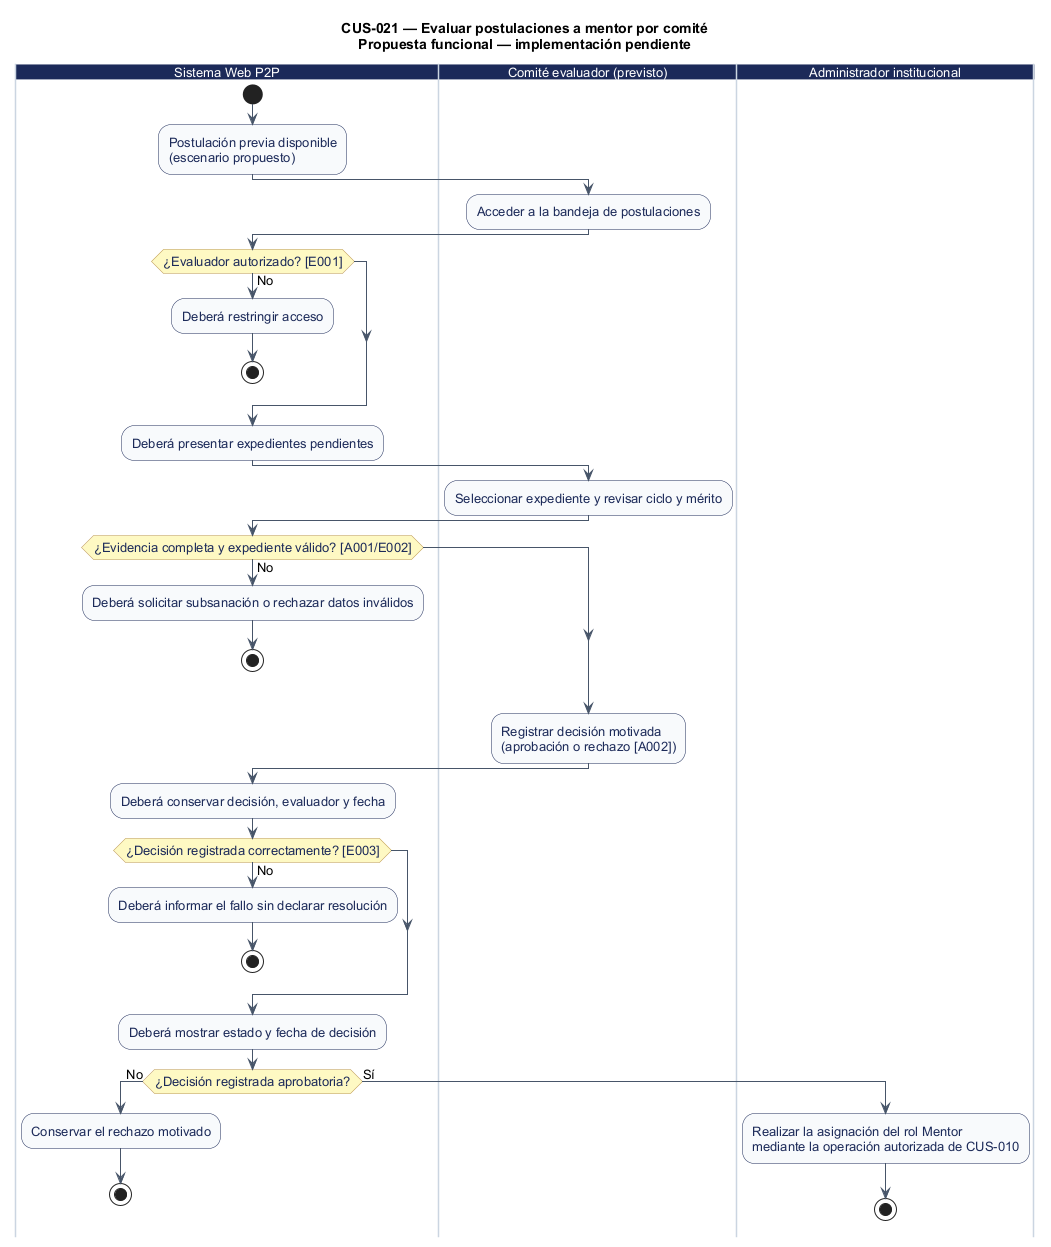 CUS-021 — Evaluar postulaciones a mentor por comité
Propuesta funcional — implementación pendiente
Sistema Web P2P
Comité evaluador (previsto)
Administrador institucional
Postulación previa disponible
(escenario propuesto)
Acceder a la bandeja de postulaciones
¿Evaluador autorizado? [E001]
No
Deberá restringir acceso
Deberá presentar expedientes pendientes
Seleccionar expediente y revisar ciclo y mérito
¿Evidencia completa y expediente válido? [A001/E002]
No
Deberá solicitar subsanación o rechazar datos inválidos
Registrar decisión motivada
(aprobación o rechazo [A002])
Deberá conservar decisión, evaluador y fecha
¿Decisión registrada correctamente? [E003]
No
Deberá informar el fallo sin declarar resolución
Deberá mostrar estado y fecha de decisión
No
¿Decisión registrada aprobatoria?
Sí
Conservar el rechazo motivado
Realizar la asignación del rol Mentor
mediante la operación autorizada de CUS-010